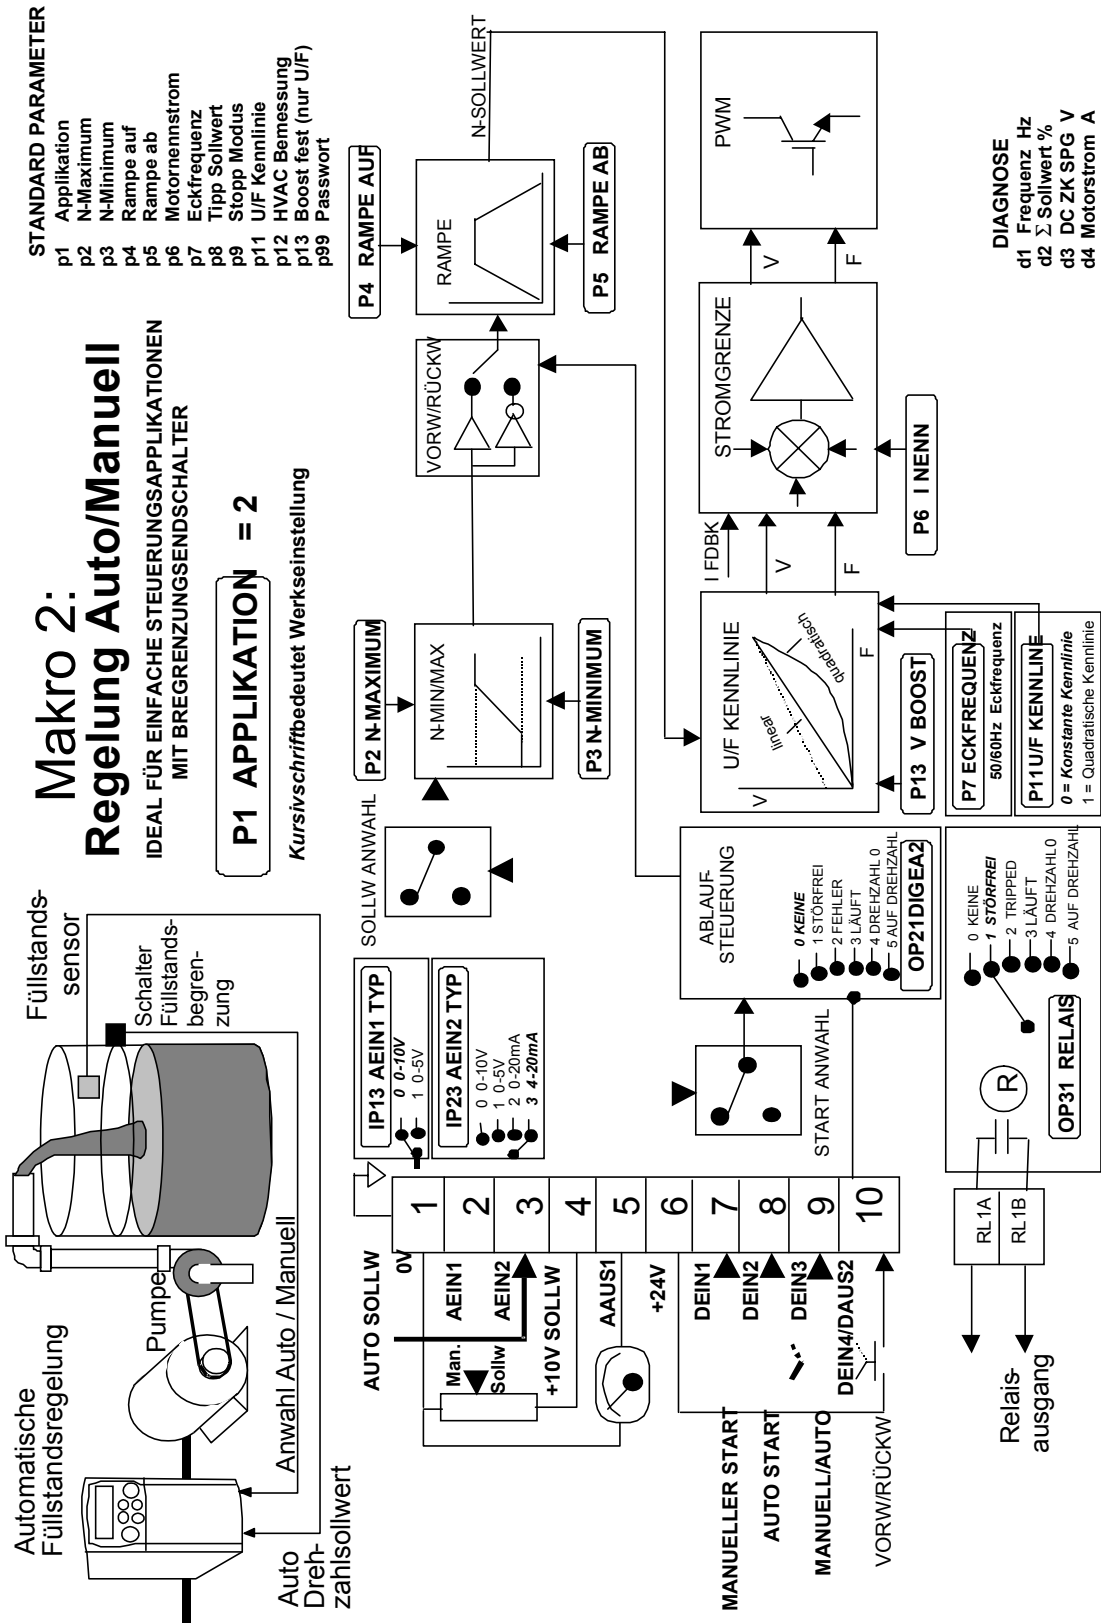 Makro 2:
Regelung Auto/Manuell
IDEAL FÜR EINFACHE STEUERUNGSAPPLIKATIONEN
MIT BREGRENZUNGSENDSCHALTER
P1 APPLIKATION = 2
Kursivschriftbedeutet Werkseinstellung
STANDARD PARAMETER
p1 Applikation
p2 N-Maximum
p3 N-Minimum
p4 Rampe auf
p5 Rampe ab
p6 Motornennstrom
p7 Eckfrequenz
p8 Tipp Sollwert
p9 Stopp Modus
p11 U/F Kennlinie
p12 HVAC Bemessung
p13 Boost fest (nur U/F)
p99 Passwort
Automatische
Füllstandsregelung
Pumpe
Füllstands-
sensor
Schalter
Füllstands-
begren-
zung
Anwahl Auto / Manuell
Auto
Dreh-
zahlsollwert
AUTO SOLLW
0V
AEIN1
AEIN2
Man.
Sollw
+10V SOLLW
AAUS1
+24V
DEIN1
DEIN2
DEIN3
DEIN4/DAUS2
MANUELLER START
AUTO START
MANUELL/AUTO
VORW/RÜCKW
1
2
3
4
5
6
7
8
9
10
IP13 AEIN1 TYP
0 0-10V
1 0-5V
IP23 AEIN2 TYP
0 0-10V
1 0-5V
2 0-20mA
3 4-20mA
SOLLW ANWAHL
P2 N-MAXIMUM
N-MIN/MAX
P3 N-MINIMUM
VORW/RÜCKW
P4 RAMPE AUF
RAMPE
P5 RAMPE AB
N-SOLLWERT
START ANWAHL
ABLAUF-
STEUERUNG
0 KEINE
1 STÖRFREI
2 FEHLER
3 LÄUFT
4 DREHZAHL 0
5 AUF DREHZAHL
OP21DIGEA2
U/F KENNLINIE
V
linear
quadratisch
F
P13 V BOOST
P7 ECKFREQUENZ
50/60Hz Eckfrequenz
P11U/F KENNLINE
0 = Konstante Kennlinie
1 = Quadratische Kennlinie
I FDBK
V
F
STROMGRENZE
P6 I NENN
V
F
PWM
Relais-
ausgang
RL1A
RL1B
R
0 KEINE
1 STÖRFREI
2 TRIPPED
3 LÄUFT
4 DREHZAHL0
5 AUF DREHZAHL
OP31 RELAIS
DIAGNOSE
d1 Frequenz Hz
d2 ∑ Sollwert %
d3 DC ZK SPG V
d4 Motorstrom A